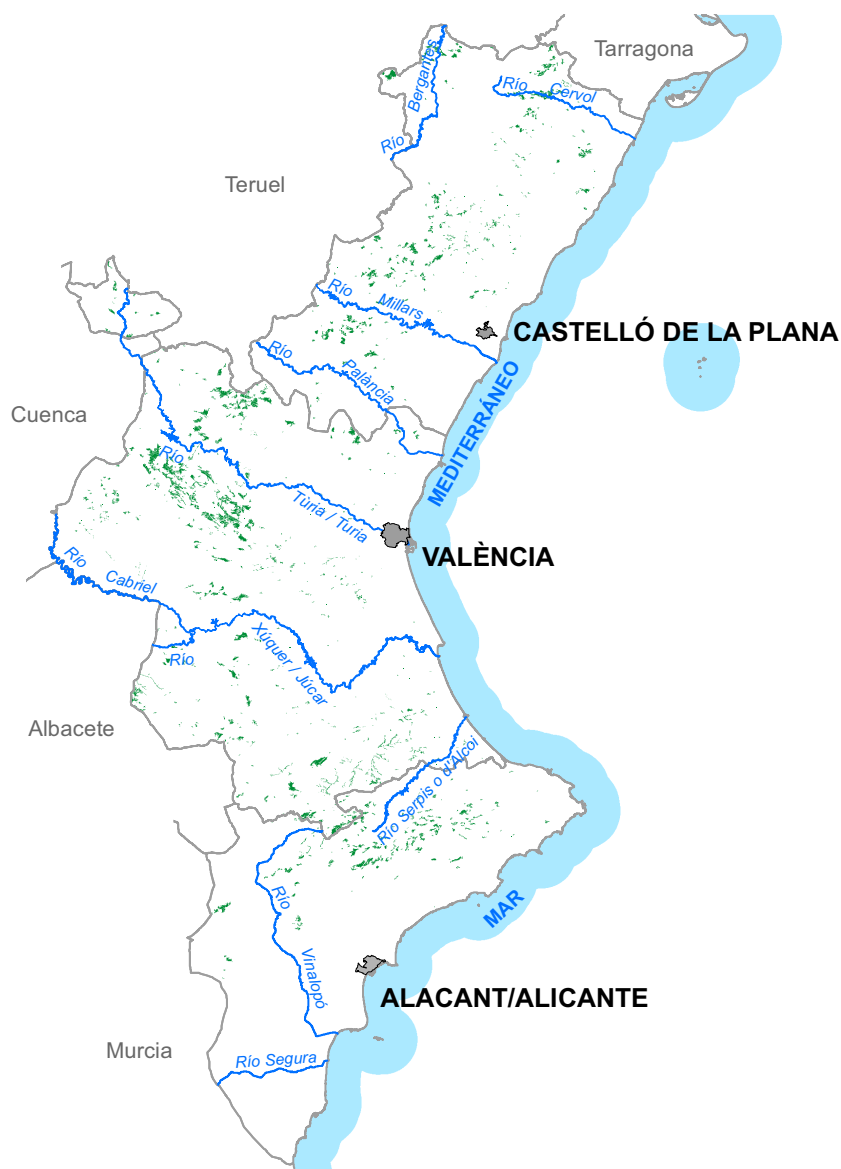 Tarragona
Río Bergantes
Río Cervol
Teruel
Río Millars
CASTELLÓ DE LA PLANA
Río Palància
MEDITERRÁNEO
Cuenca
Río Túria / Turia
VALÈNCIA
Río Cabriel
Río Xúquer / Júcar
Albacete
Río Serpis o d'Alcoi
Río Vinalopó
MAR
ALACANT/ALICANTE
Murcia
Río Segura